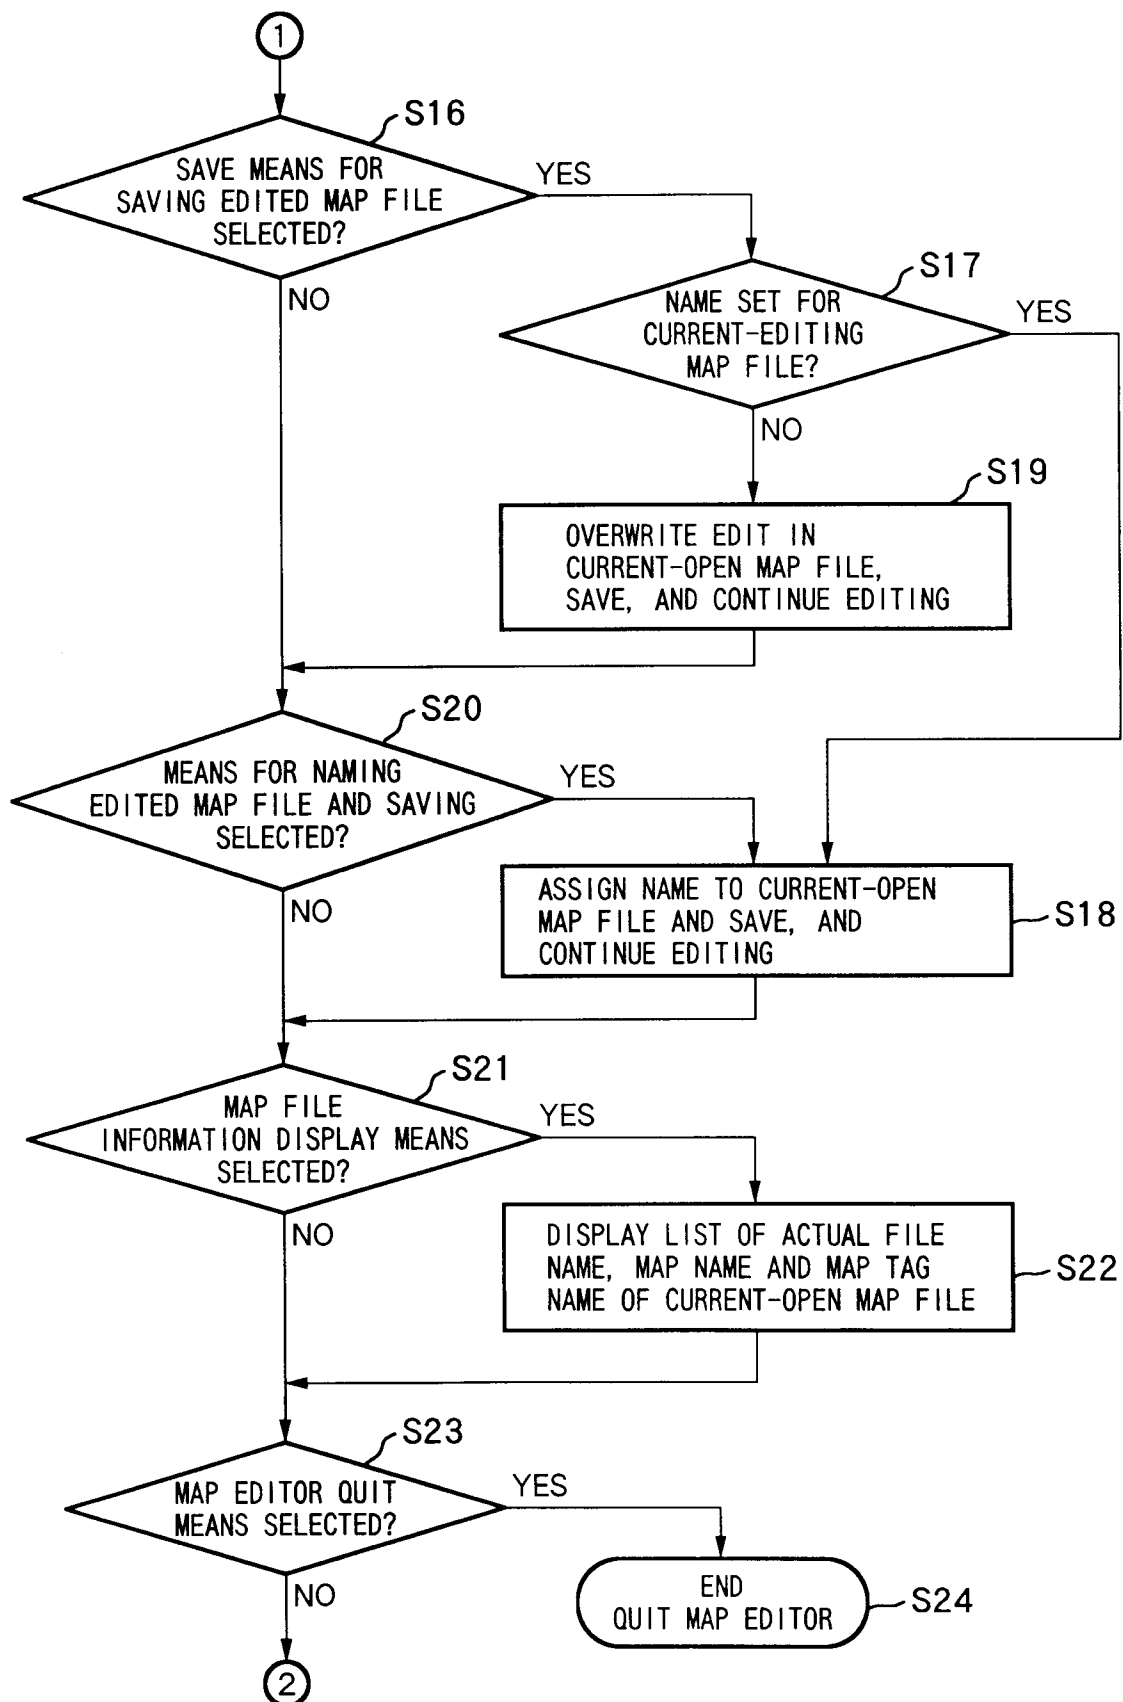 1
S16
SAVE MEANS FOR
SAVING EDITED MAP FILE
SELECTED?
YES
NO
S17
NAME SET FOR
CURRENT-EDITING
MAP FILE?
YES
NO
S19
OVERWRITE EDIT IN
CURRENT-OPEN MAP FILE,
SAVE, AND CONTINUE EDITING
S20
MEANS FOR NAMING
EDITED MAP FILE AND SAVING
SELECTED?
YES
NO
ASSIGN NAME TO CURRENT-OPEN
MAP FILE AND SAVE, AND
CONTINUE EDITING
S18
S21
MAP FILE
INFORMATION DISPLAY MEANS
SELECTED?
YES
NO
DISPLAY LIST OF ACTUAL FILE
NAME, MAP NAME AND MAP TAG
NAME OF CURRENT-OPEN MAP FILE
S22
S23
MAP EDITOR QUIT
MEANS SELECTED?
YES
NO
END
QUIT MAP EDITOR
S24
2